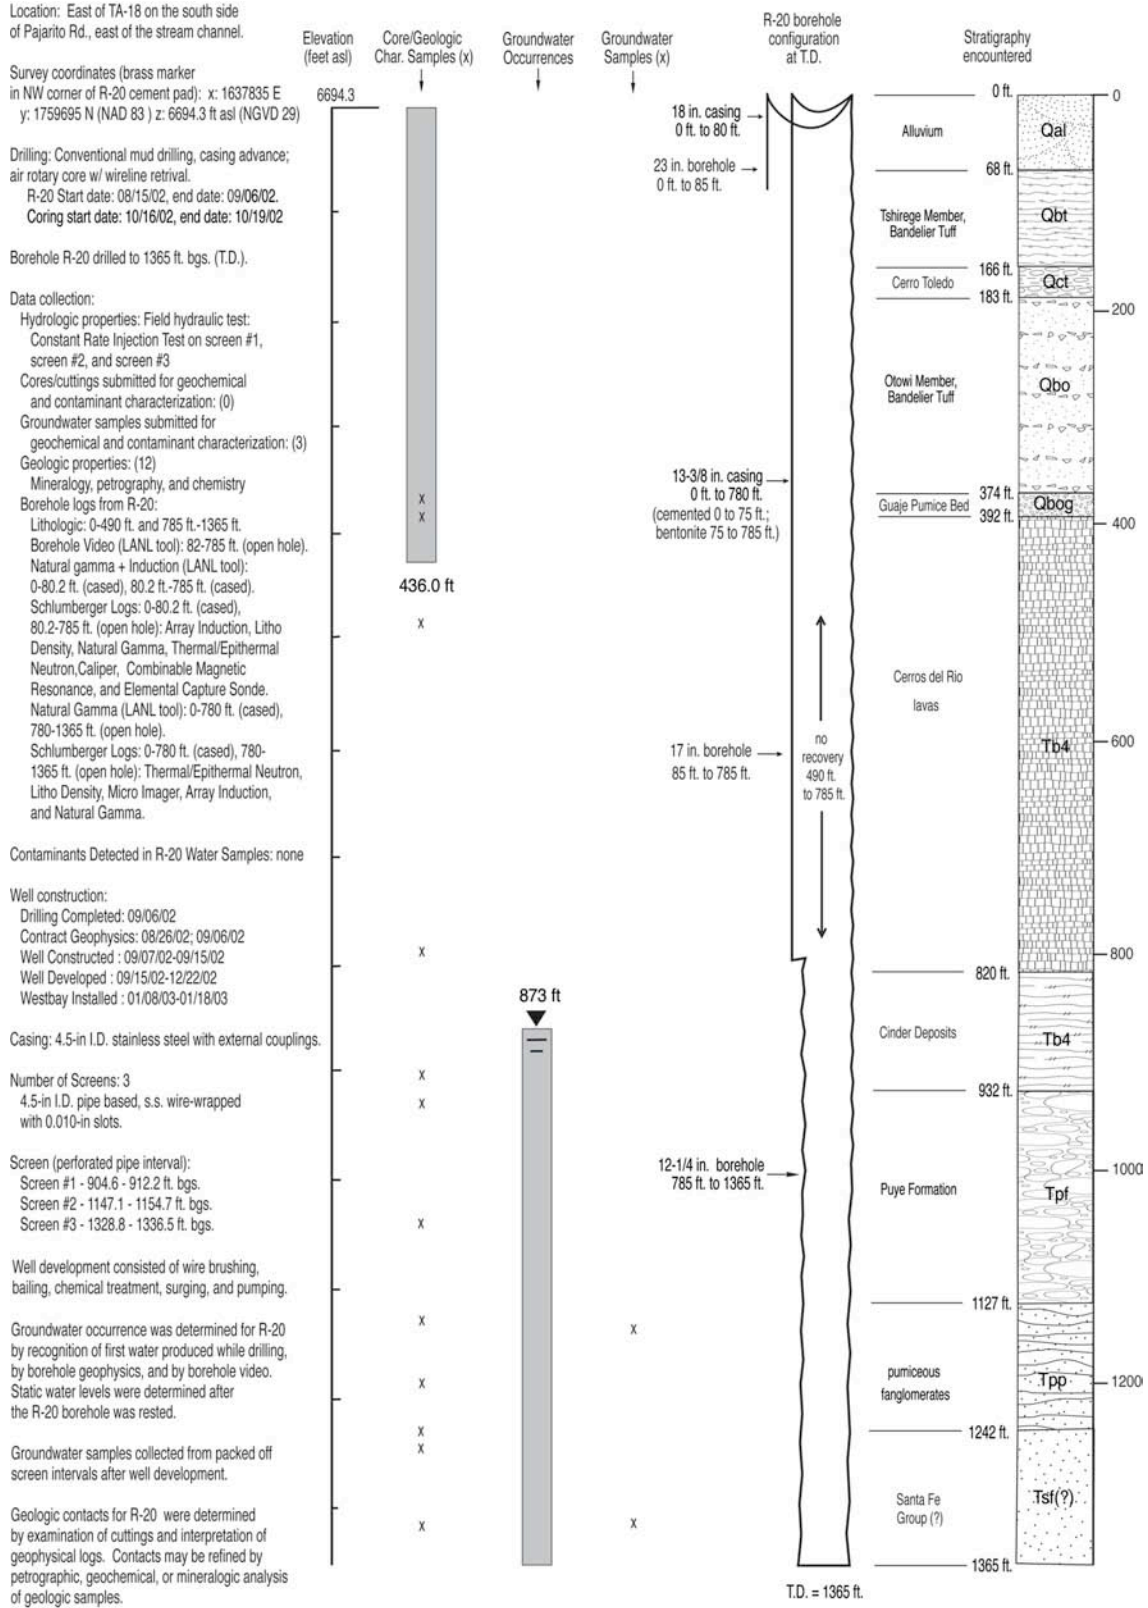 Location: East of TA-18 on the south side
of Pajarito Rd., east of the stream channel.
Survey coordinates (brass marker
in NW corner of R-20 cement pad): x: 1637835 E
y: 1759695 N (NAD 83 ) z: 6694.3 ft asl (NGVD 29)
Drilling: Conventional mud drilling, casing advance;
air rotary core w/ wireline retrival.
R-20 Start date: 08/15/02, end date: 09/06/02.
Coring start date: 10/16/02, end date: 10/19/02
Borehole R-20 drilled to 1365 ft. bgs. (T.D.).
Data collection:
Hydrologic properties: Field hydraulic test:
Constant Rate Injection Test on screen #1,
screen #2, and screen #3
Cores/cuttings submitted for geochemical
and contaminant characterization: (0)
Groundwater samples submitted for
geochemical and contaminant characterization: (3)
Geologic properties: (12)
Mineralogy, petrography, and chemistry
Borehole logs from R-20:
Lithologic: 0-490 ft. and 785 ft.-1365 ft.
Borehole Video (LANL tool): 82-785 ft. (open hole).
Natural gamma + Induction (LANL tool):
0-80.2 ft. (cased), 80.2 ft.-785 ft. (cased).
Schlumberger Logs: 0-80.2 ft. (cased),
80.2-785 ft. (open hole): Array Induction, Litho
Density, Natural Gamma, Thermal/Epithermal
Neutron,Caliper, Combinable Magnetic
Resonance, and Elemental Capture Sonde.
Natural Gamma (LANL tool): 0-780 ft. (cased),
780-1365 ft. (open hole).
Schlumberger Logs: 0-780 ft. (cased), 780-
1365 ft. (open hole): Thermal/Epithermal Neutron,
Litho Density, Micro Imager, Array Induction,
and Natural Gamma.
Contaminants Detected in R-20 Water Samples: none
Well construction:
Drilling Completed: 09/06/02
Contract Geophysics: 08/26/02; 09/06/02
Well Constructed : 09/07/02-09/15/02
Well Developed : 09/15/02-12/22/02
Westbay Installed : 01/08/03-01/18/03
Casing: 4.5-in I.D. stainless steel with external couplings.
Number of Screens: 3
4.5-in I.D. pipe based, s.s. wire-wrapped
with 0.010-in slots.
Screen (perforated pipe interval):
Screen #1 - 904.6 - 912.2 ft. bgs.
Screen #2 - 1147.1 - 1154.7 ft. bgs.
Screen #3 - 1328.8 - 1336.5 ft. bgs.
Well development consisted of wire brushing,
bailing, chemical treatment, surging, and pumping.
Groundwater occurrence was determined for R-20
by recognition of first water produced while drilling,
by borehole geophysics, and by borehole video.
Static water levels were determined after
the R-20 borehole was rested.
Groundwater samples collected from packed off
screen intervals after well development.
Geologic contacts for R-20 were determined
by examination of cuttings and interpretation of
geophysical logs. Contacts may be refined by
petrographic, geochemical, or mineralogic analysis
of geologic samples.
Elevation
(feet asl)
6694.3
Core/Geologic
Char. Samples (x)
x
x
436.0 ft
x
x
x
x
x
x
x
x
x
x
Groundwater
Occurrences
873 ft
Groundwater
Samples (x)
x
x
R-20 borehole
configuration
at T.D.
18 in. casing
0 ft. to 80 ft.
23 in. borehole
0 ft. to 85 ft.
13-3/8 in. casing
0 ft. to 780 ft.
(cemented 0 to 75 ft.;
bentonite 75 to 785 ft.)
no
recovery
490 ft.
to 785 ft.
17 in. borehole
85 ft. to 785 ft.
12-1/4 in. borehole
785 ft. to 1365 ft.
T.D. = 1365 ft.
Stratigraphy
encountered
0 ft.
Alluvium
Qal
68 ft.
Tshirege Member,
Bandelier Tuff
Qbt
166 ft.
Cerro Toledo
Qct
183 ft.
Otowi Member,
Bandelier Tuff
Qbo
374 ft.
Guaje Pumice Bed
Qbog
392 ft.
Cerros del Rio
lavas
Tb4
820 ft.
Cinder Deposits
Tb4
932 ft.
Puye Formation
Tpf
1127 ft.
pumiceous
fanglomerates
Tpp
1242 ft.
Santa Fe
Group (?)
Tsf(?)
1365 ft.
0
200
400
600
800
1000
1200